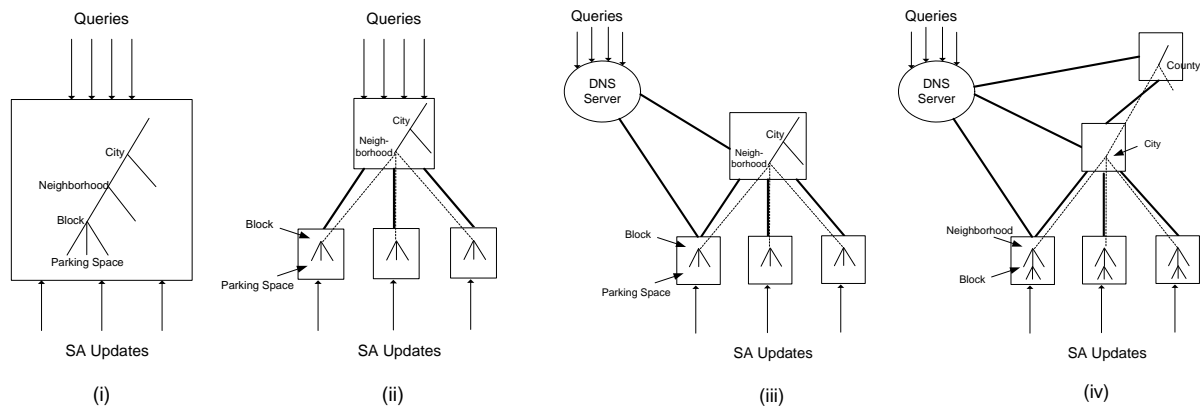 Queries
City
Neighborhood
Block
Parking Space
SA Updates
(i)
Queries
City
Neigh-
borhood
Block
Parking Space
SA Updates
(ii)
Queries
DNS
Server
City
Neigh-
borhood
Block
Parking Space
SA Updates
(iii)
Queries
DNS
Server
County
City
Neighborhood
Block
SA Updates
(iv)